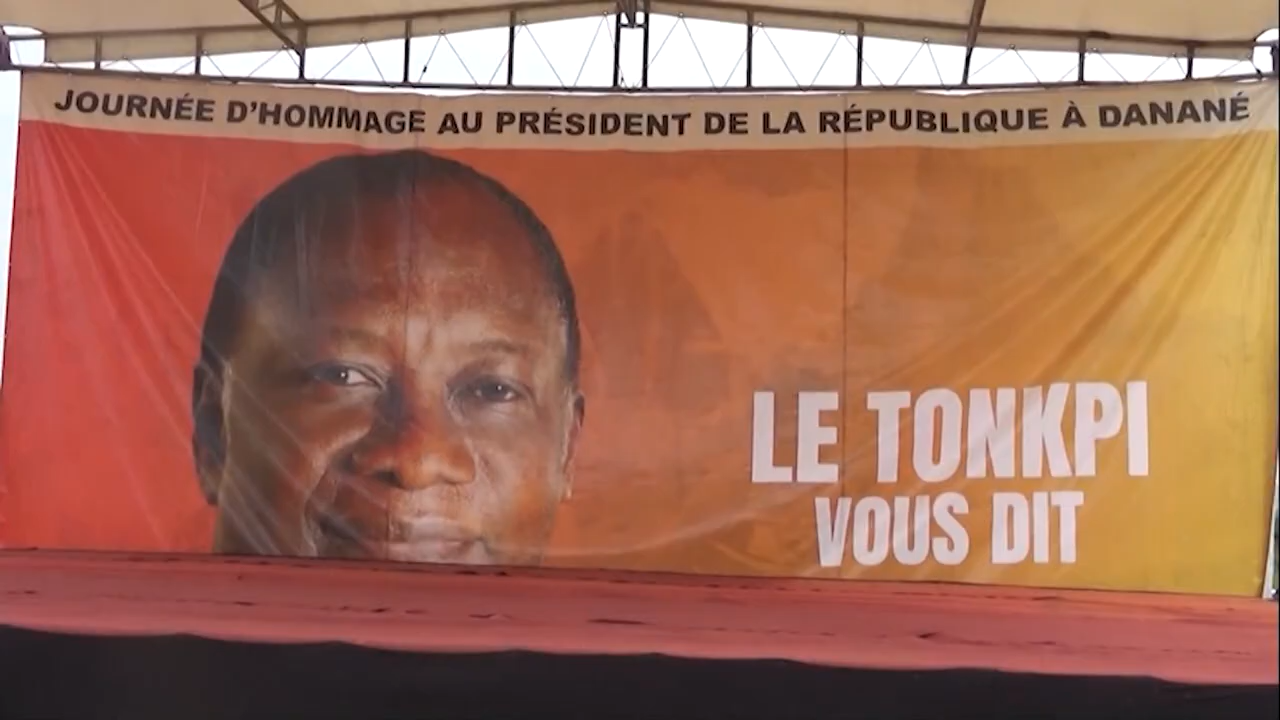 JOURNÉE D'HOMMAGE AU PRÉSIDENT DE LA RÉPUBLIQUE À DANANÉ
LE TONKPI
VOUS DIT